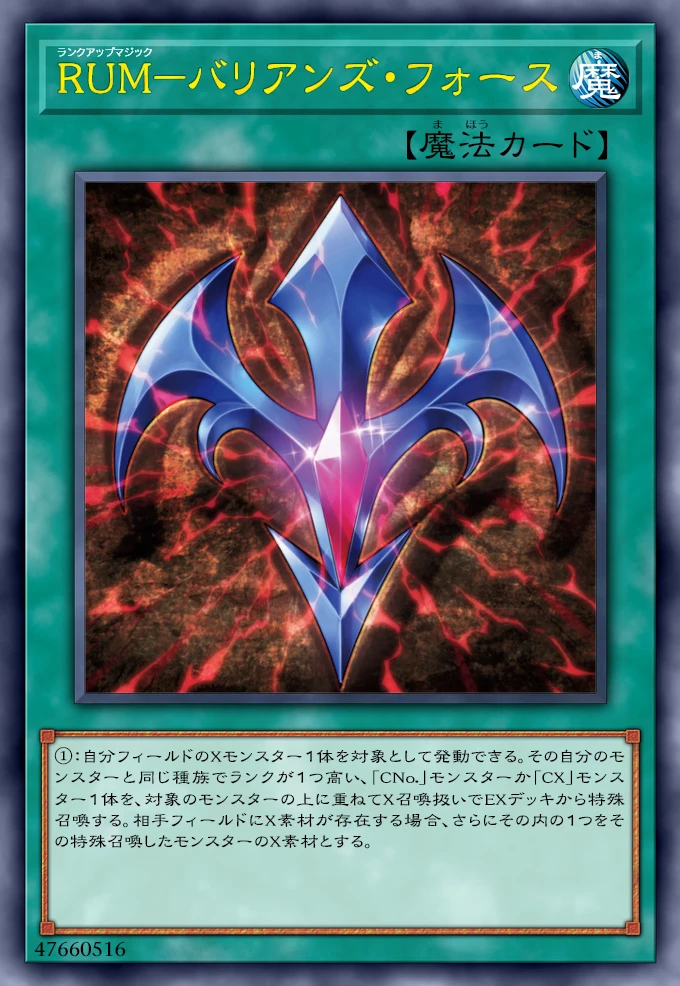 ランクアップマジック
RUM－バリアンズ・フォース
ま
魔
ま ほう
【魔法カード】
①：自分フィールドのXモンスター１体を対象として発動できる。その自分のモ
ンスターと同じ種族でランクが１つ高い、「CNo.」モンスターか「CX」モンス
ター１体を、対象のモンスターの上に重ねてX召喚扱いでEXデッキから特殊
召喚する。相手フィールドにX素材が存在する場合、さらにその内の１つをそ
の特殊召喚したモンスターのX素材とする。
47660516